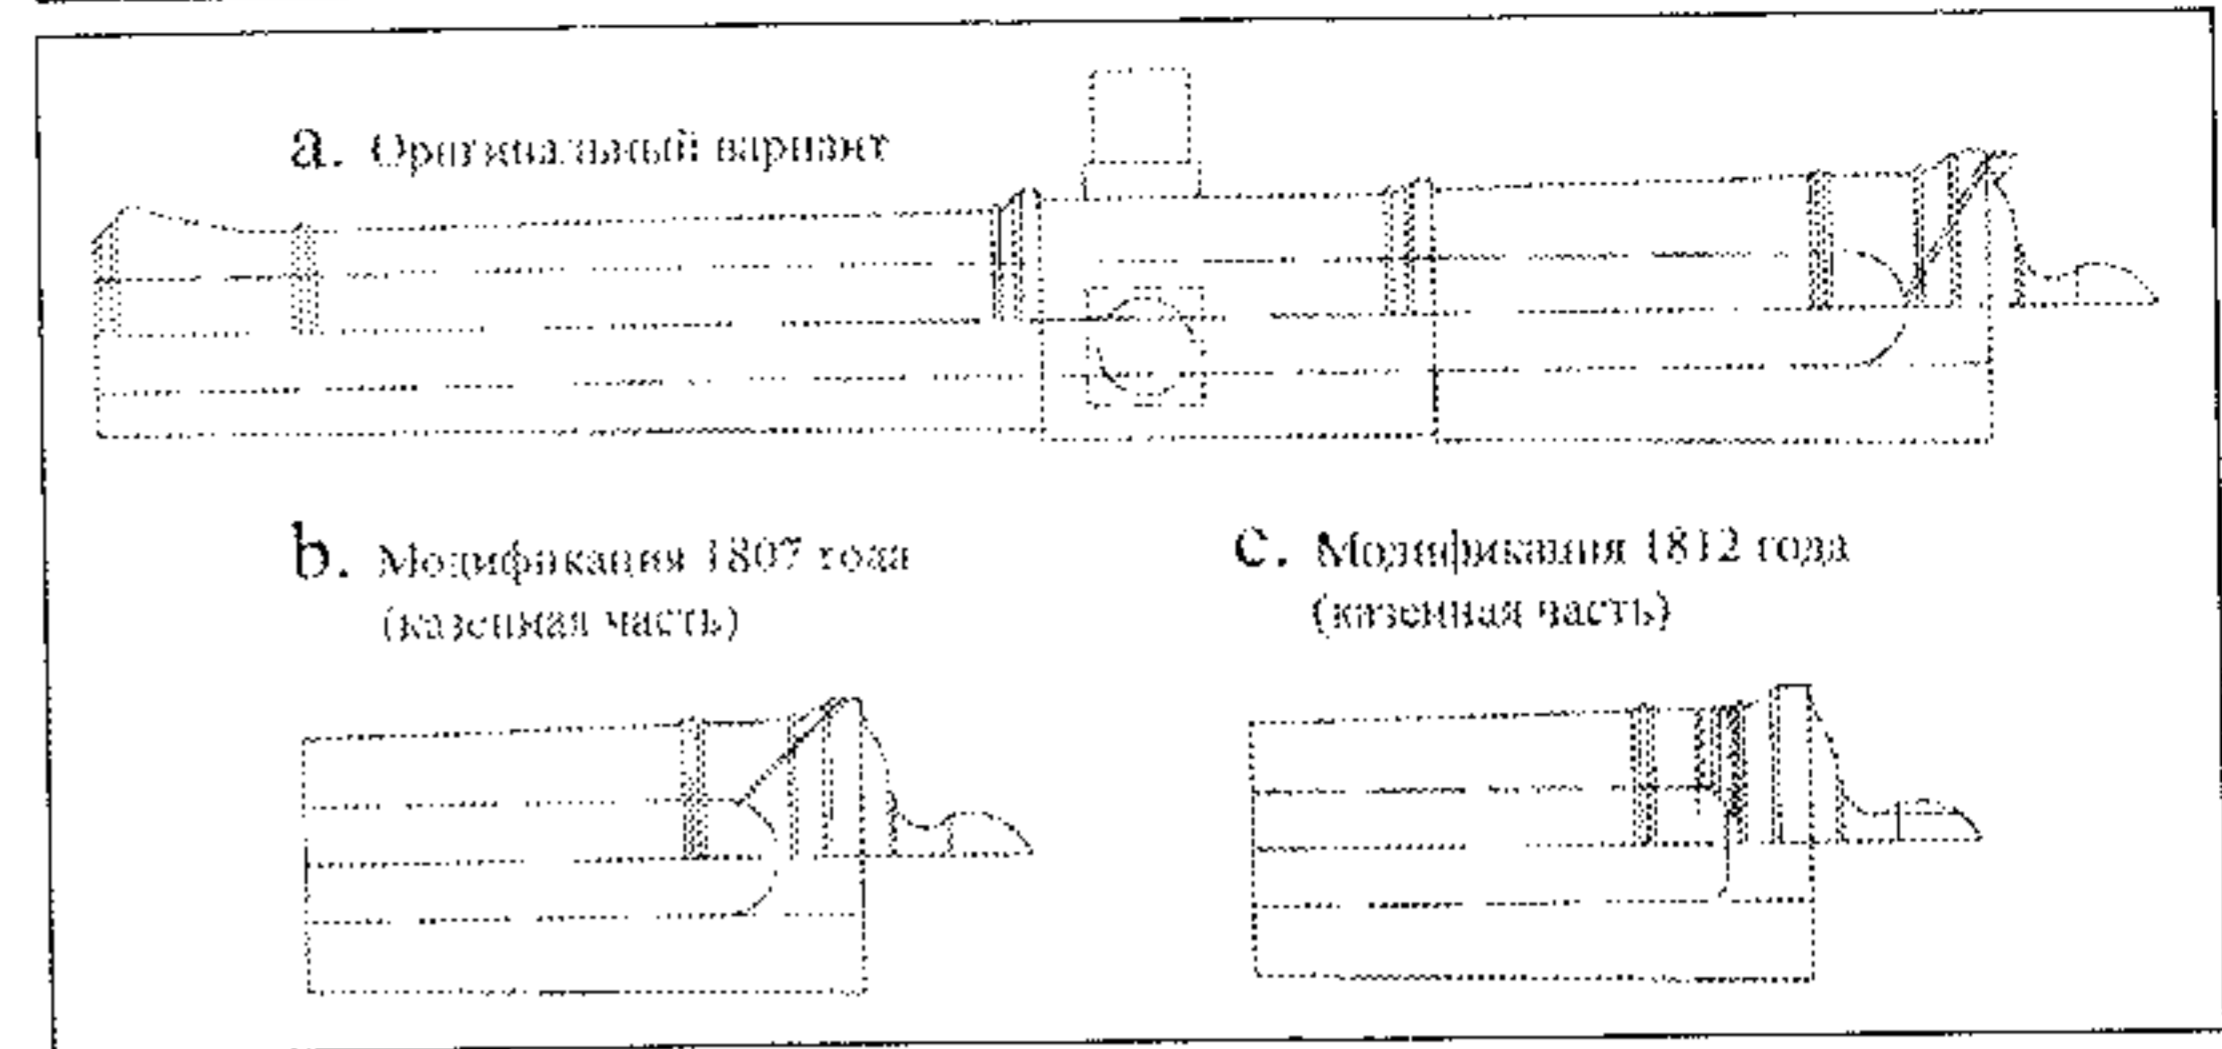 a. Оригинальный вариант
b. Модификация 1807 года
(казенная часть)
c. Модификация 1812 года
(казенная часть)